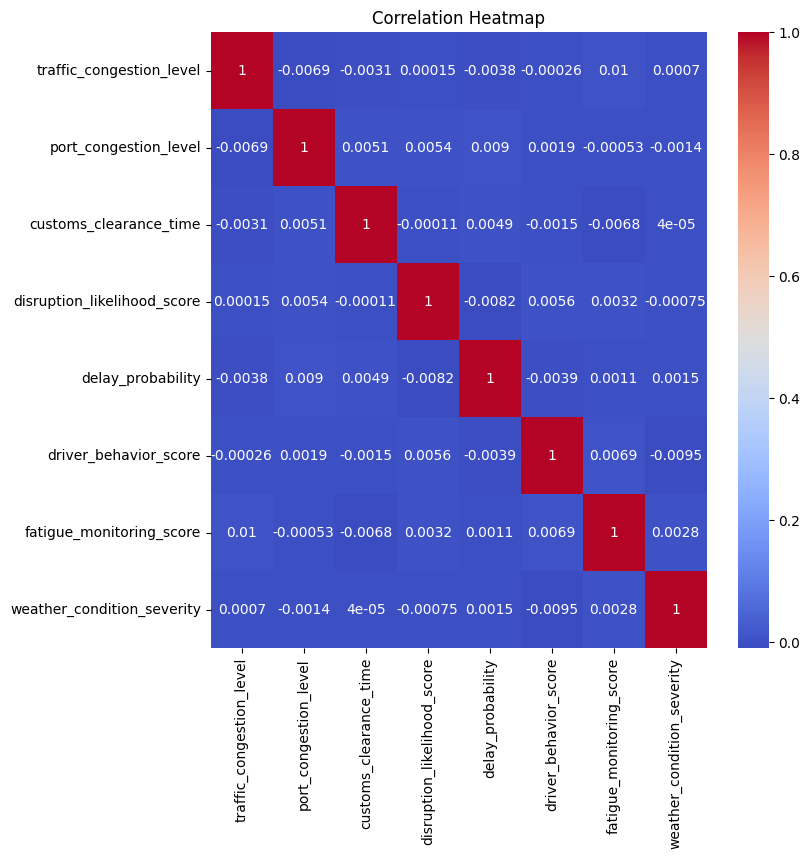 Correlation Heatmap
traffic_congestion_level 1 -0.0069 -0.0031 0.00015 -0.0038 -0.00026 0.01 0.0007
port_congestion_level -0.0069 1 0.0051 0.0054 0.009 0.0019 -0.00053 -0.0014
customs_clearance_time -0.0031 0.0051 1 -0.00011 0.0049 -0.0015 -0.0068 4e-05
disruption_likelihood_score 0.00015 0.0054 -0.00011 1 -0.0082 0.0056 0.0032 -0.00075
delay_probability -0.0038 0.009 0.0049 -0.0082 1 -0.0039 0.0011 0.0015
driver_behavior_score -0.00026 0.0019 -0.0015 0.0056 -0.0039 1 0.0069 -0.0095
fatigue_monitoring_score 0.01 -0.00053 -0.0068 0.0032 0.0011 0.0069 1 0.0028
weather_condition_severity 0.0007 -0.0014 4e-05 -0.00075 0.0015 -0.0095 0.0028 1
traffic_congestion_level
port_congestion_level
customs_clearance_time
disruption_likelihood_score
delay_probability
driver_behavior_score
fatigue_monitoring_score
weather_condition_severity
1.0
0.8
0.6
0.4
0.2
0.0